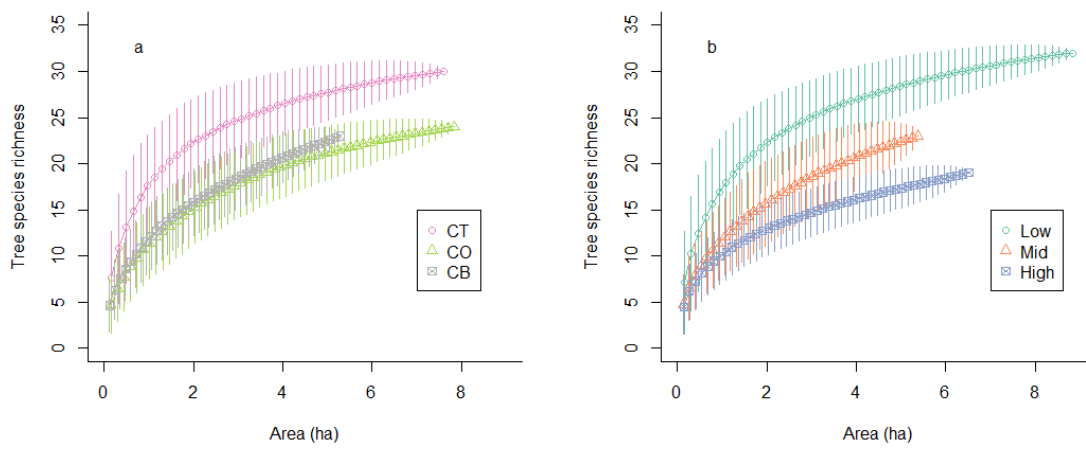 a
Tree species richness
35
30
25
20
15
10
5
0
CT
CO
CB
0 2 4 6 8
Area (ha)
b
Tree species richness
35
30
25
20
15
10
5
0
Low
Mid
High
0 2 4 6 8
Area (ha)